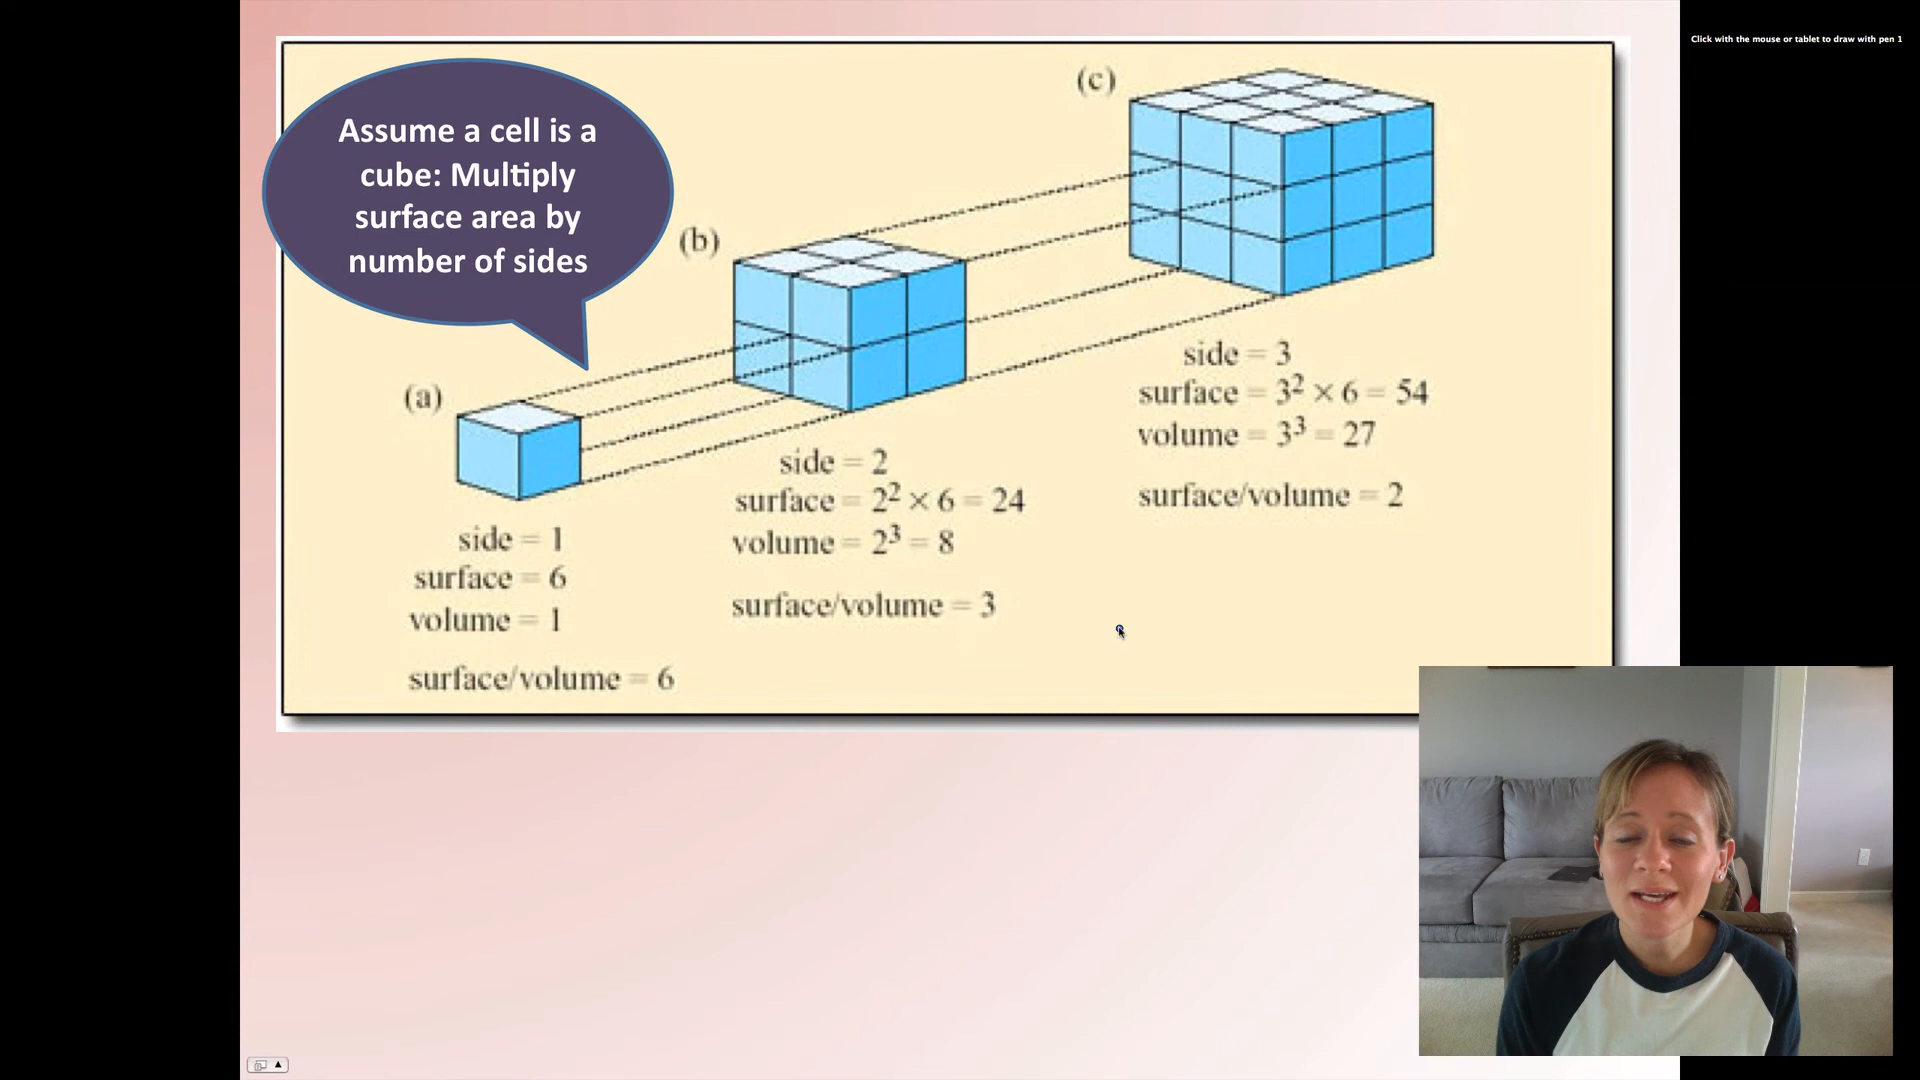 Click with the mouse or tablet to draw with pen 1
Assume a cell is a
cube: Multiply
surface area by
number of sides
(a)
side = 1
surface = 6
volume = 1
surface/volume = 6
(b)
side = 2
surface = 2² × 6 = 24
volume = 2³ = 8
surface/volume = 3
(c)
side = 3
surface = 3² × 6 = 54
volume = 3³ = 27
surface/volume = 2